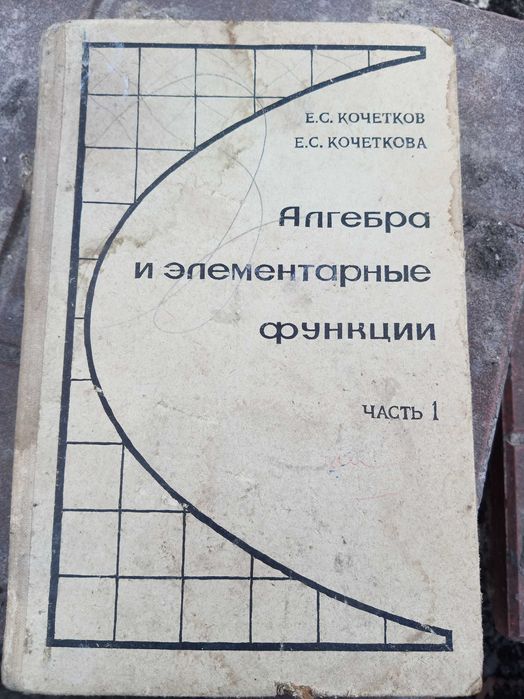 Е.С. КОЧЕТКОВ
Е.С. КОЧЕТКОВА
Алгебра
и элементарные
функции
ЧАСТЬ 1